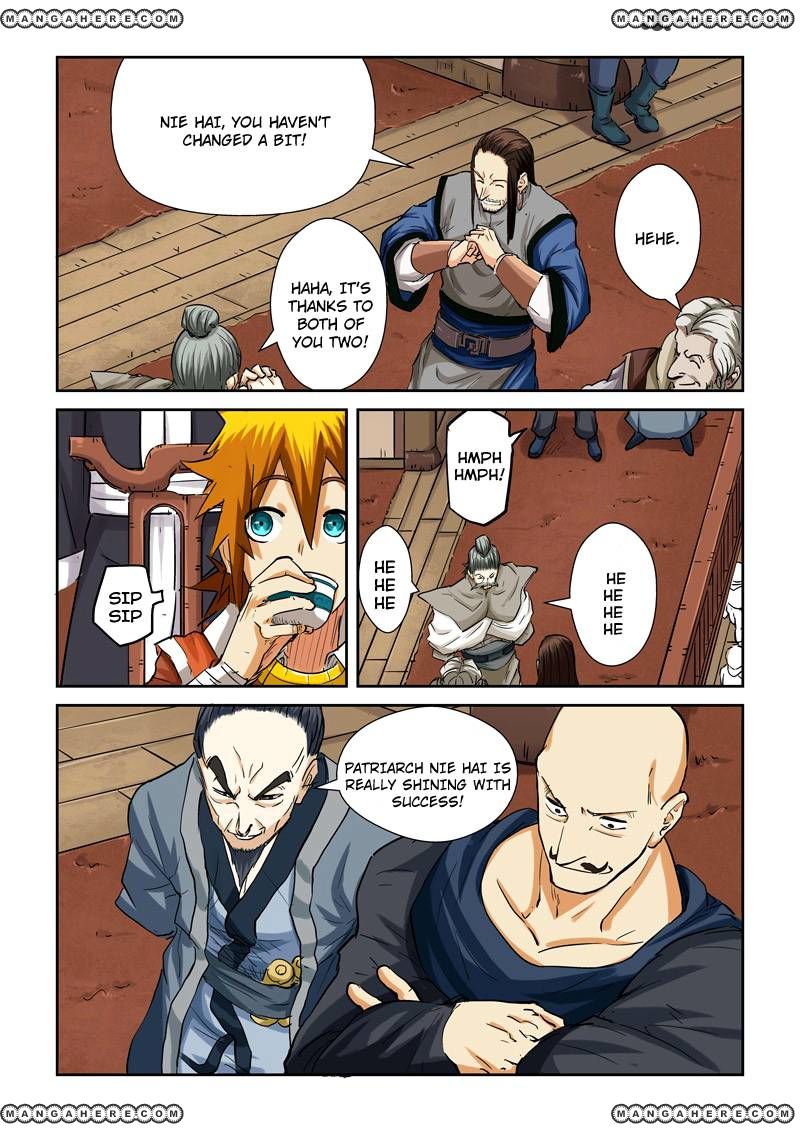 MANGAHERE.COM
MANGAHERE.COM
NIE HAI, YOU HAVEN'T
CHANGED A BIT!
HEHE.
HAHA, IT'S
THANKS TO
BOTH OF
YOU TWO!
SIP
SIP
HMPH
HMPH!
HE
HE
HE
HE
HE
HE
HE
PATRIARCH NIE HAI IS
REALLY SHINING WITH
SUCCESS!
MANGAHERE.COM
MANGAHERE.COM